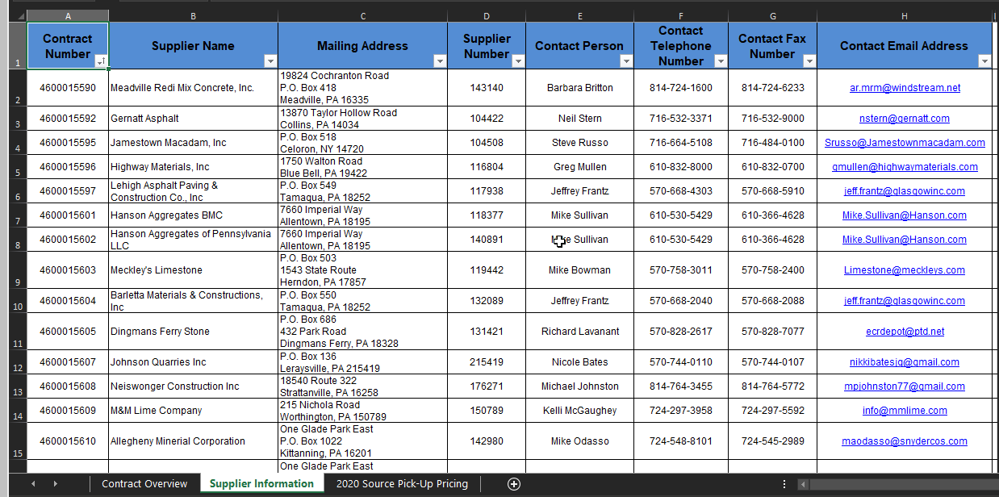 A B C D E F G H I
1 Contract Number Supplier Name Mailing Address Supplier Number Contact Person Contact Telephone Number Contact Fax Number Contact Email Address
2 4600015590 Meadville Redi Mix Concrete, Inc. 19824 Cochranton Road P.O. Box 418 Meadville, PA 16335 143140 Barbara Britton 814-724-1600 814-724-6233 ar.mrm@windstream.net
3 4600015592 Gernatt Asphalt 13870 Taylor Hollow Road Collins, PA 14034 104422 Neil Stern 716-532-3371 716-532-9000 nstern@gernatt.com
4 4600015595 Jamestown Macadam, Inc P.O. Box 518 Celoron, NY 14720 104508 Steve Russo 716-664-5108 716-484-0100 Srusso@Jamestownmacadam.com
5 4600015596 Highway Materials, Inc 1750 Walton Road Blue Bell, PA 19422 116804 Greg Mullen 610-832-8000 610-832-0700 gmullen@highwaymaterials.com
6 4600015597 Lehigh Asphalt Paving & Construction Co., Inc P.O. Box 549 Tamaqua, PA 18252 117938 Jeffrey Frantz 570-668-4303 570-668-5910 jeff.frantz@glasgowinc.com
7 4600015601 Hanson Aggregates BMC 7660 Imperial Way Allentown, PA 18195 118377 Mike Sullivan 610-530-5429 610-366-4628 Mike.Sullivan@Hanson.com
8 4600015602 Hanson Aggregates of Pennsylvania LLC 7660 Imperial Way Allentown, PA 18195 140891 Mike Sullivan 610-530-5429 610-366-4628 Mike.Sullivan@Hanson.com
9 4600015603 Meckley's Limestone P.O. Box 503 1543 State Route Herndon, PA 17857 119442 Mike Bowman 570-758-3011 570-758-2400 Limestone@meckleys.com
10 4600015604 Barletta Materials & Constructions, Inc P.O. Box 550 Tamaqua, PA 18252 132089 Jeffrey Frantz 570-668-2040 570-668-2088 jeff.frantz@glasgowinc.com
11 4600015605 Dingmans Ferry Stone P.O. Box 686 432 Park Road Dingmans Ferry, PA 18328 131421 Richard Lavanant 570-828-2617 570-828-7077 ecrdepot@ptd.net
12 4600015607 Johnson Quarries Inc P.O. Box 136 Leraysville, PA 215419 215419 Nicole Bates 570-744-0110 570-744-0107 nikkibatesjq@gmail.com
13 4600015608 Neiswonger Construction Inc 18540 Route 322 Strattanville, PA 16258 176271 Michael Johnston 814-764-3455 814-764-5772 mpjohnston77@gmail.com
14 4600015609 M&M Lime Company 215 Nichola Road Worthington, PA 150789 150789 Kelli McGaughey 724-297-3958 724-297-5592 info@mmlime.com
15 4600015610 Allegheny Minerial Corporation One Glade Park East P.O. Box 1022 Kittanning, PA 16201 142980 Mike Odasso 724-548-8101 724-545-2989 maodasso@snydercos.com
One Glade Park East
Contract Overview Supplier Information 2020 Source Pick-Up Pricing